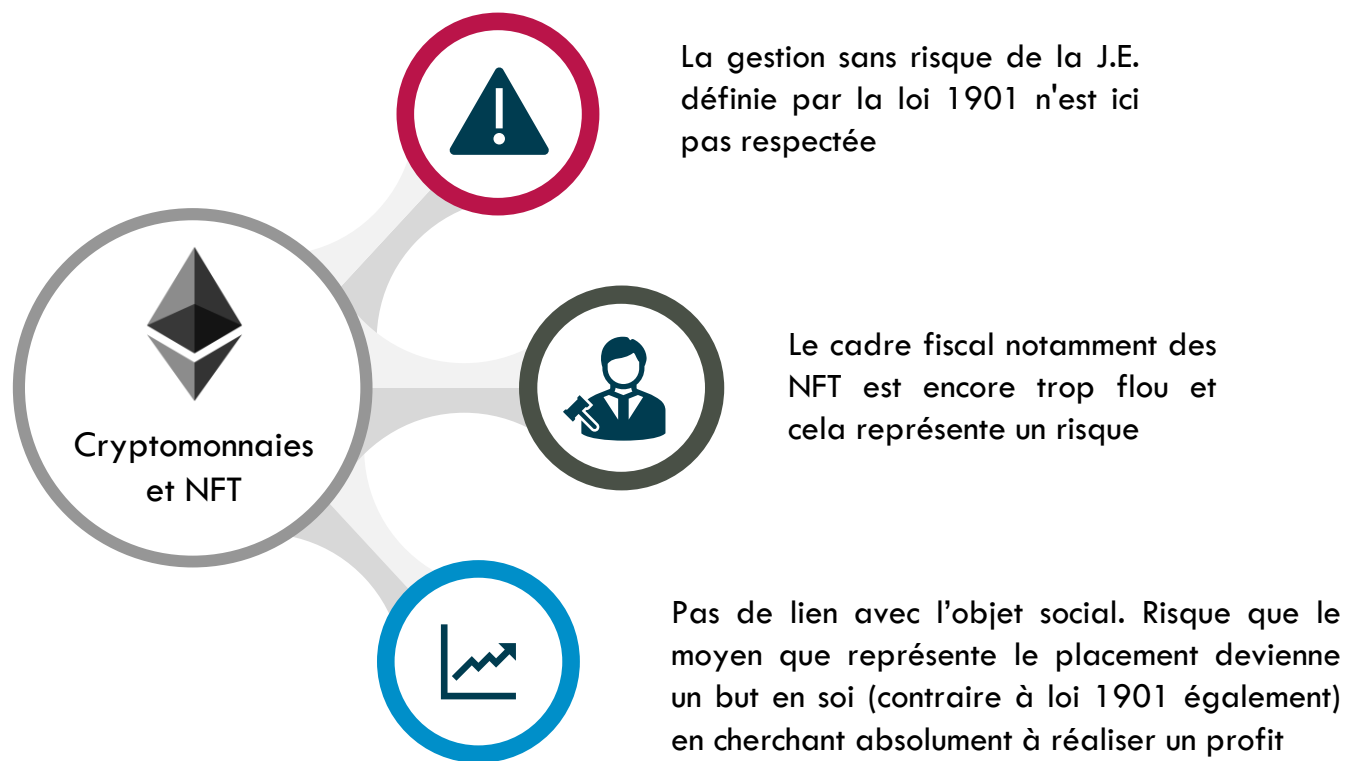 La gestion sans risque de la J.E.
définie par la loi 1901 n'est ici
pas respectée
Cryptomonnaies
et NFT
Le cadre fiscal notamment des
NFT est encore trop flou et
cela représente un risque
Pas de lien avec l’objet social. Risque que le
moyen que représente le placement devienne
un but en soi (contraire à loi 1901 également)
en cherchant absolument à réaliser un profit